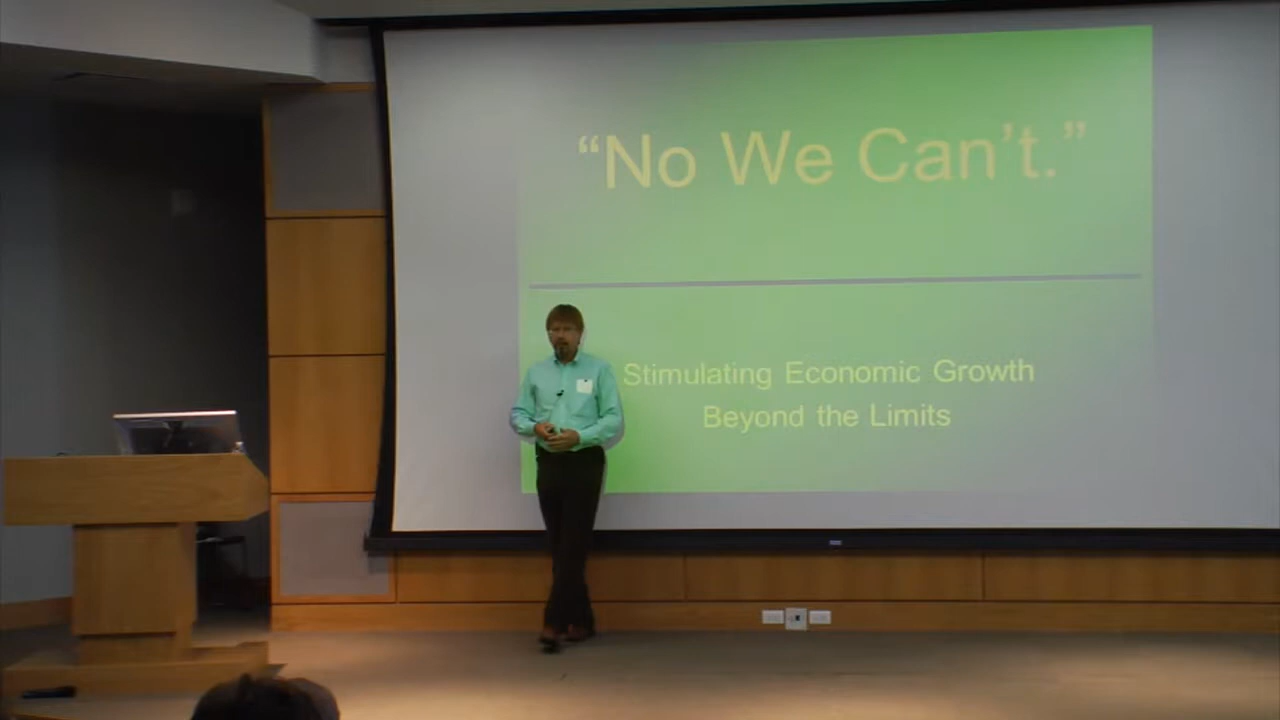 “No We Can’t.”
Stimulating Economic Growth
Beyond the Limits